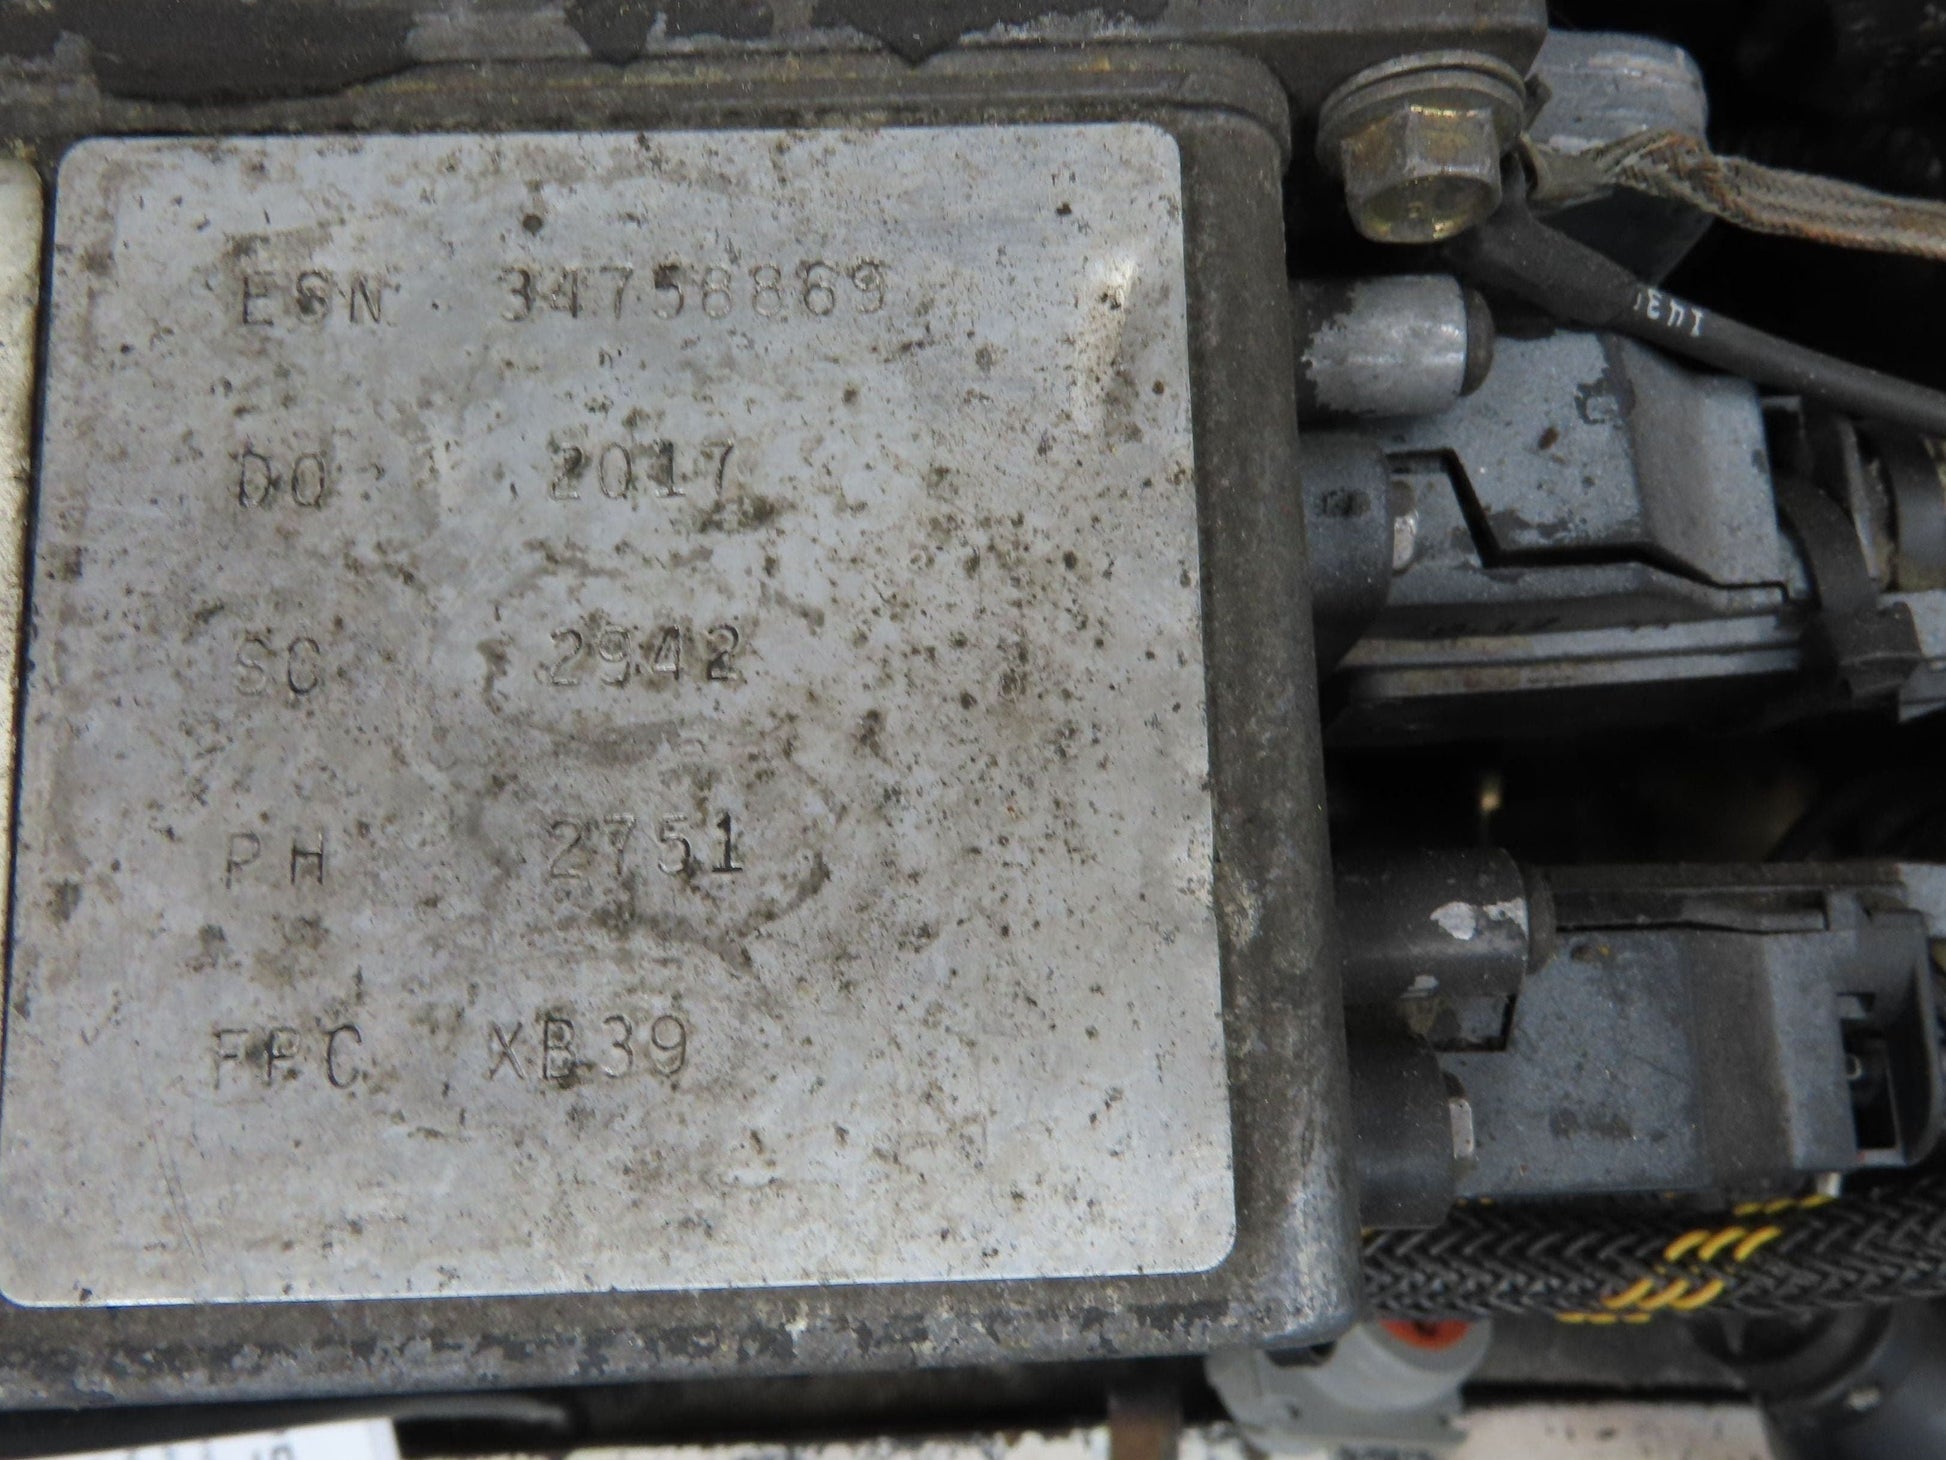 ESN 34758869
DO 2017
SC 2942
PH 2751
FPC XB39